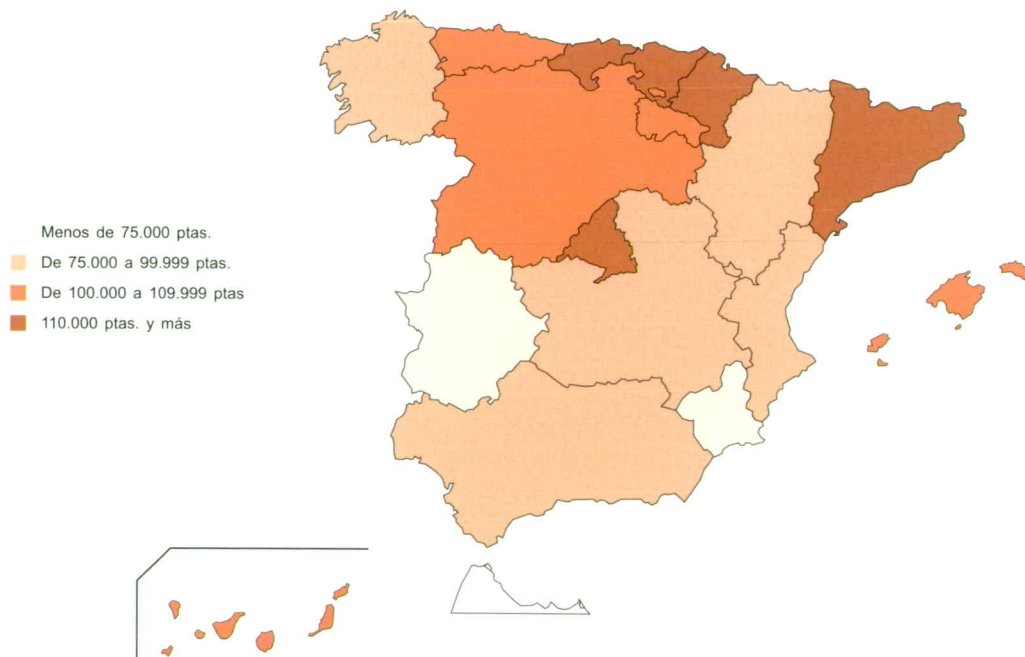 Menos de 75.000 ptas.
De 75.000 a 99.999 ptas.
De 100.000 a 109.999 ptas
110.000 ptas. y más